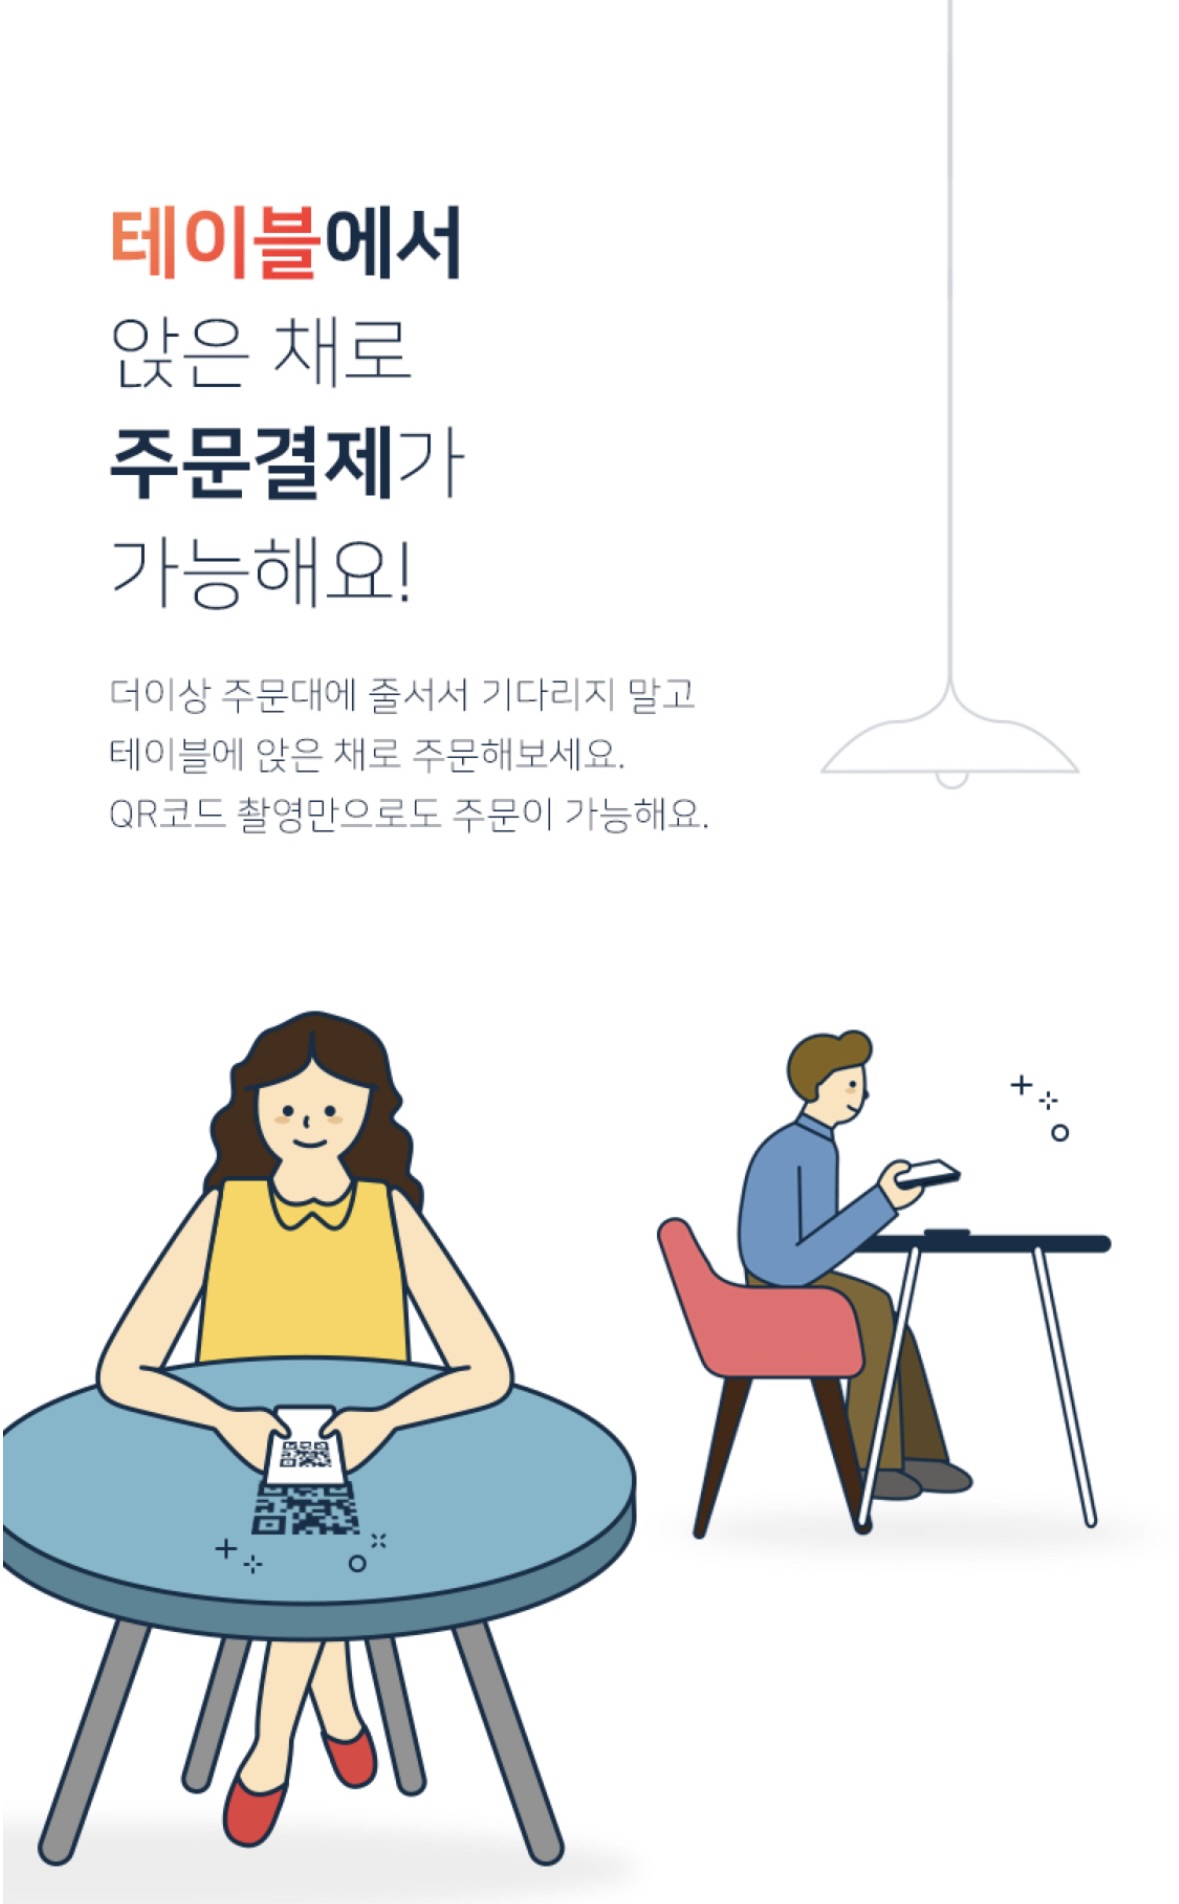 테이블에서
앉은 채로
주문결제가
가능해요!
더이상 주문대에 줄서서 기다리지 말고
테이블에 앉은 채로 주문해보세요.
QR코드 촬영만으로도 주문이 가능해요.